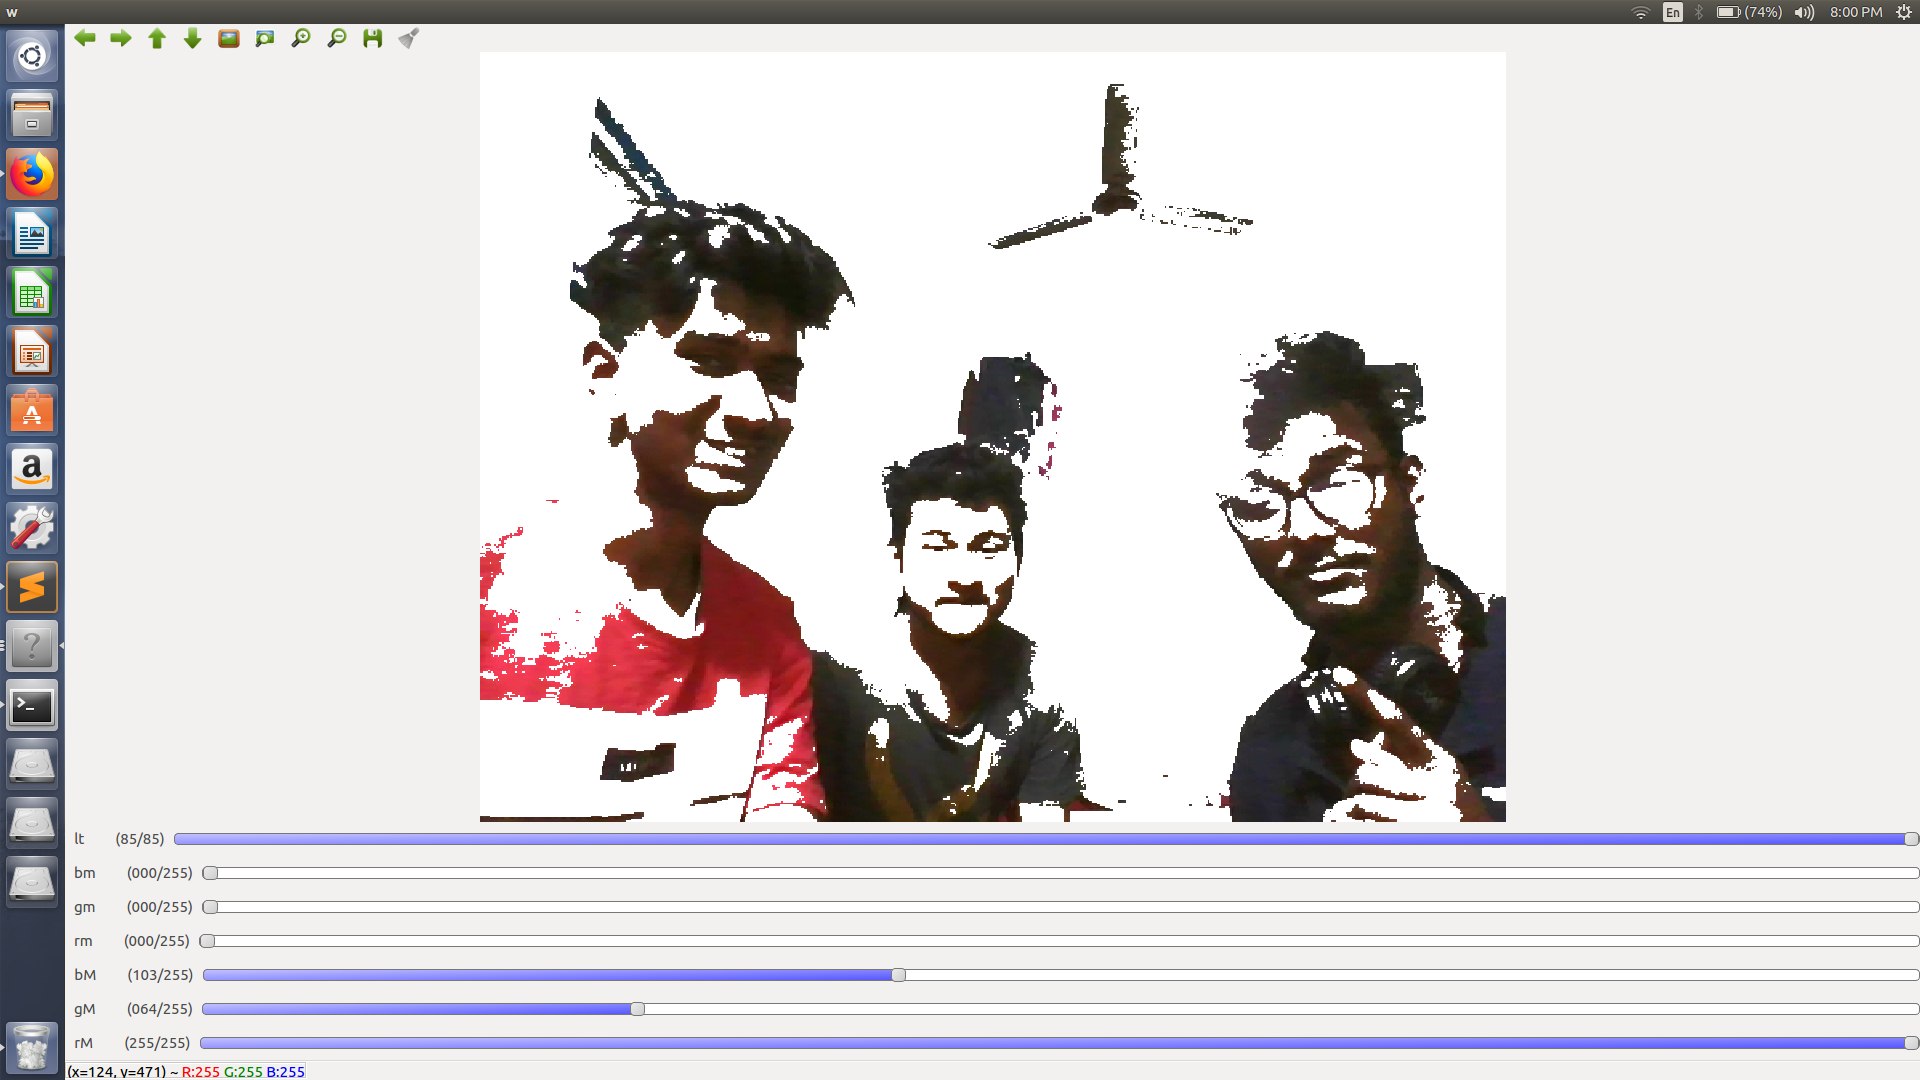 w
En
(74%)
8:00 PM
lt (85/85)
bm (000/255)
gm (000/255)
rm (000/255)
bM (103/255)
gM (064/255)
rM (255/255)
(x=124, y=471) ~ R:255 G:255 B:255